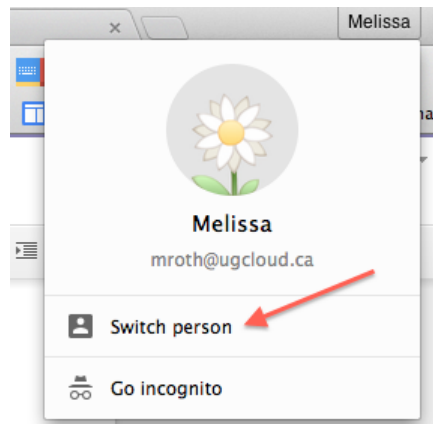 Melissa
Melissa
mroth@ugcloud.ca
Switch person
Go incognito